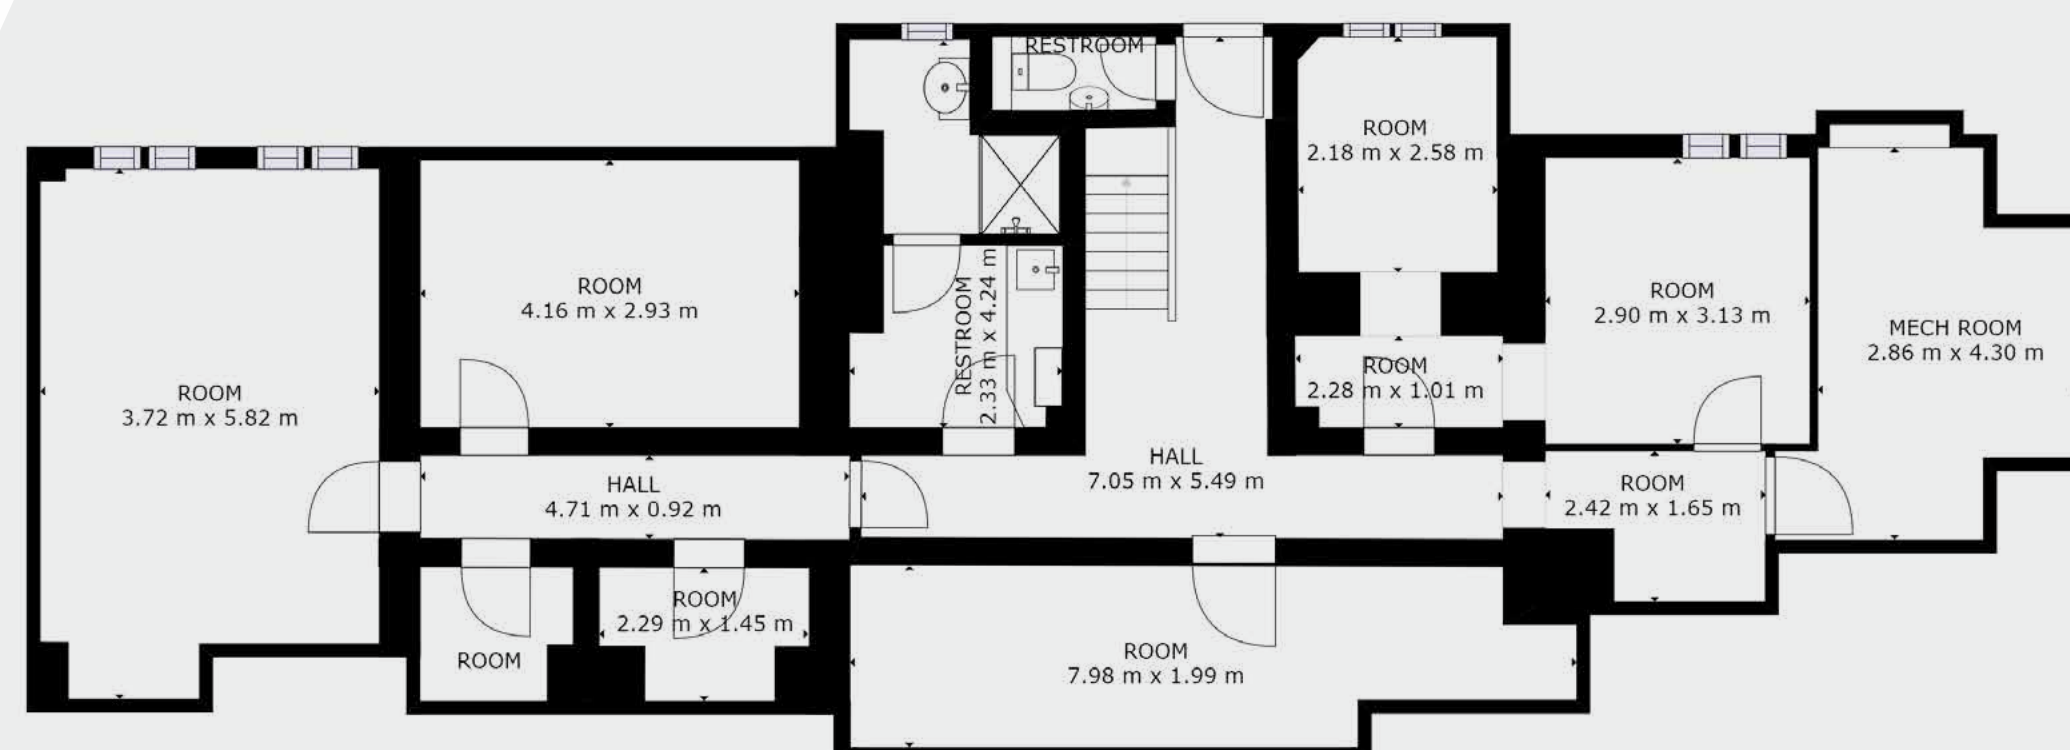 RESTROOM
ROOM
2.18 m x 2.58 m
ROOM
4.16 m x 2.93 m
RESTROOM
2.33 m x 4.24 m
ROOM
2.90 m x 3.13 m
MECH ROOM
2.86 m x 4.30 m
ROOM
3.72 m x 5.82 m
ROOM
2.28 m x 1.01 m
HALL
4.71 m x 0.92 m
HALL
7.05 m x 5.49 m
ROOM
2.42 m x 1.65 m
ROOM
ROOM
2.29 m x 1.45 m
ROOM
7.98 m x 1.99 m